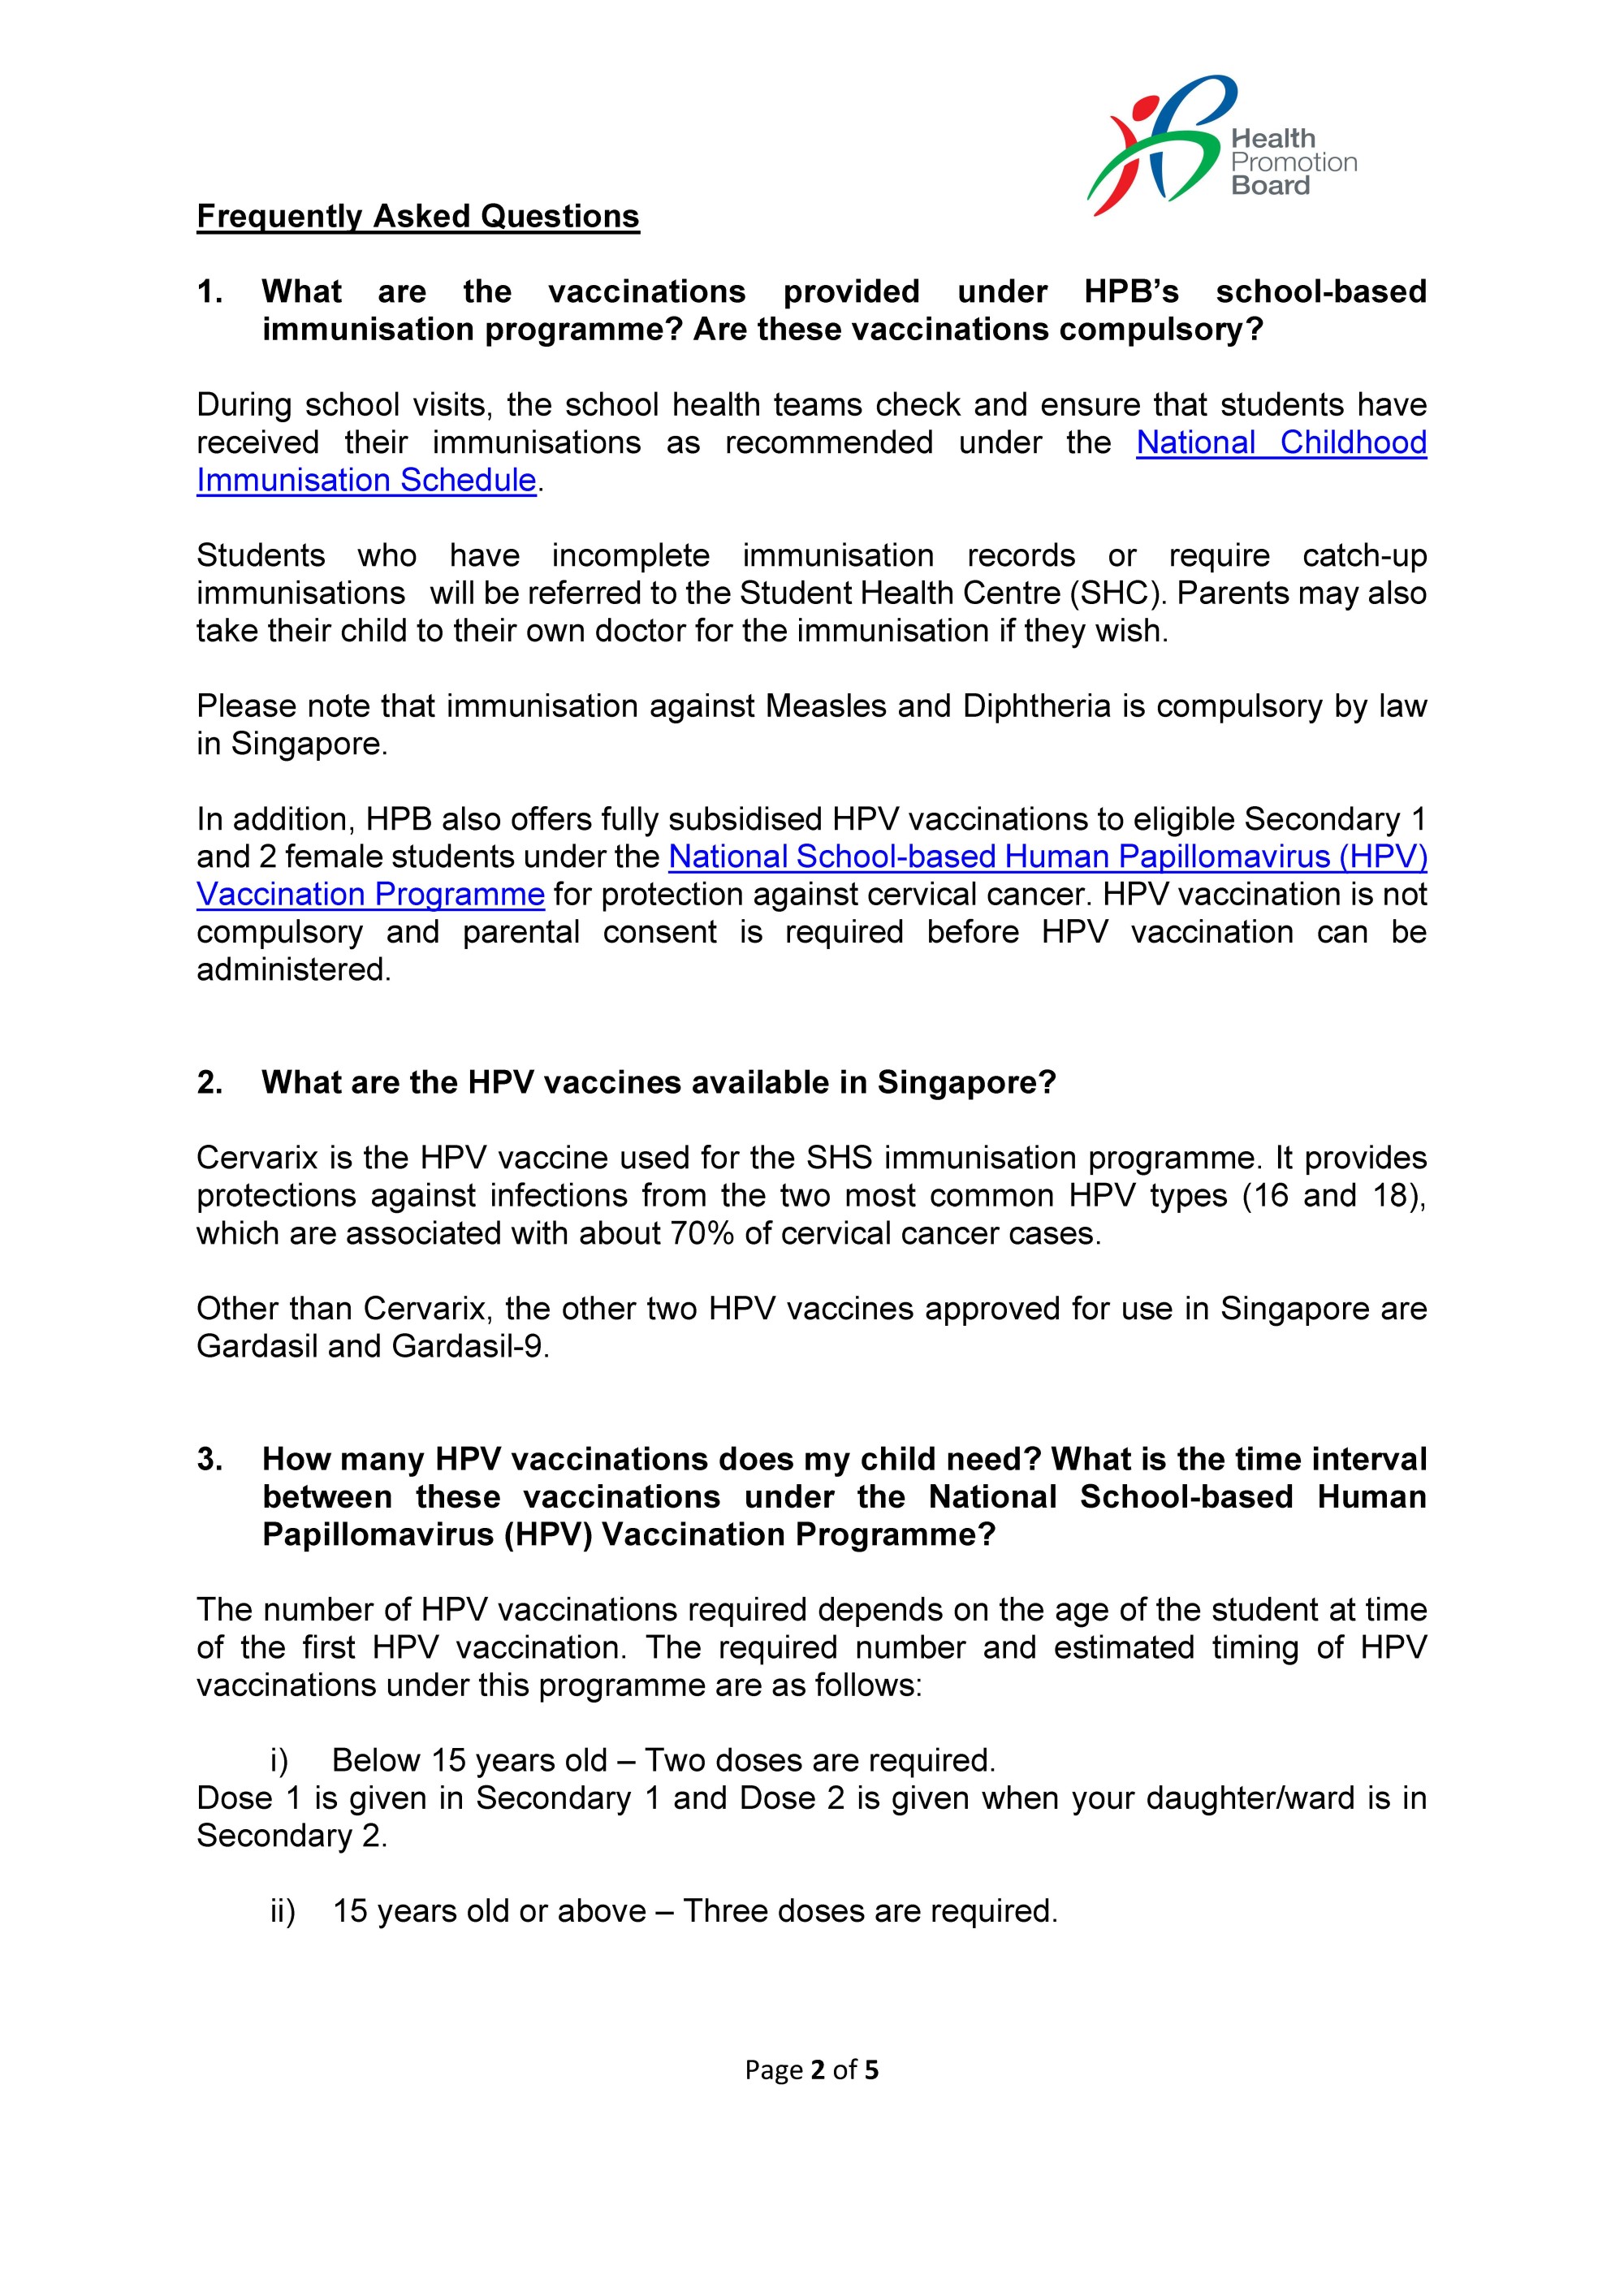 Health
Promotion
Board
Frequently Asked Questions
1. What are the vaccinations provided under HPB’s school-based
immunisation programme? Are these vaccinations compulsory?
During school visits, the school health teams check and ensure that students have
received their immunisations as recommended under the National Childhood
Immunisation Schedule.
Students who have incomplete immunisation records or require catch-up
immunisations will be referred to the Student Health Centre (SHC). Parents may also
take their child to their own doctor for the immunisation if they wish.
Please note that immunisation against Measles and Diphtheria is compulsory by law
in Singapore.
In addition, HPB also offers fully subsidised HPV vaccinations to eligible Secondary 1
and 2 female students under the National School-based Human Papillomavirus (HPV)
Vaccination Programme for protection against cervical cancer. HPV vaccination is not
compulsory and parental consent is required before HPV vaccination can be
administered.
2. What are the HPV vaccines available in Singapore?
Cervarix is the HPV vaccine used for the SHS immunisation programme. It provides
protections against infections from the two most common HPV types (16 and 18),
which are associated with about 70% of cervical cancer cases.
Other than Cervarix, the other two HPV vaccines approved for use in Singapore are
Gardasil and Gardasil-9.
3. How many HPV vaccinations does my child need? What is the time interval
between these vaccinations under the National School-based Human
Papillomavirus (HPV) Vaccination Programme?
The number of HPV vaccinations required depends on the age of the student at time
of the first HPV vaccination. The required number and estimated timing of HPV
vaccinations under this programme are as follows:
i) Below 15 years old – Two doses are required.
Dose 1 is given in Secondary 1 and Dose 2 is given when your daughter/ward is in
Secondary 2.
ii) 15 years old or above – Three doses are required.
Page 2 of 5